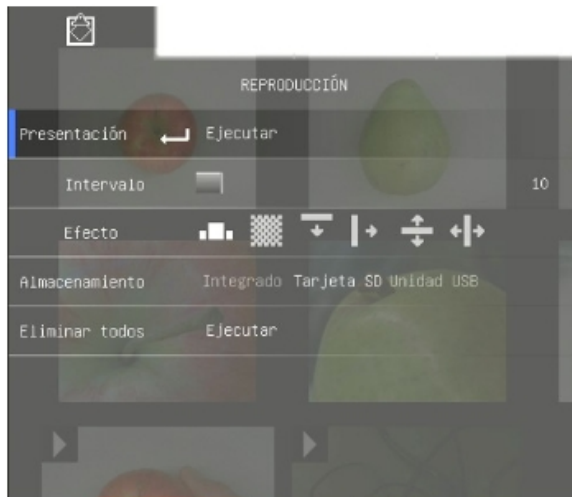 REPRODUCCIÓN
Presentación Ejecutar
Intervalo 10
Efecto
Almacenamiento Integrado Tarjeta SD Unidad USB
Eliminar todos Ejecutar